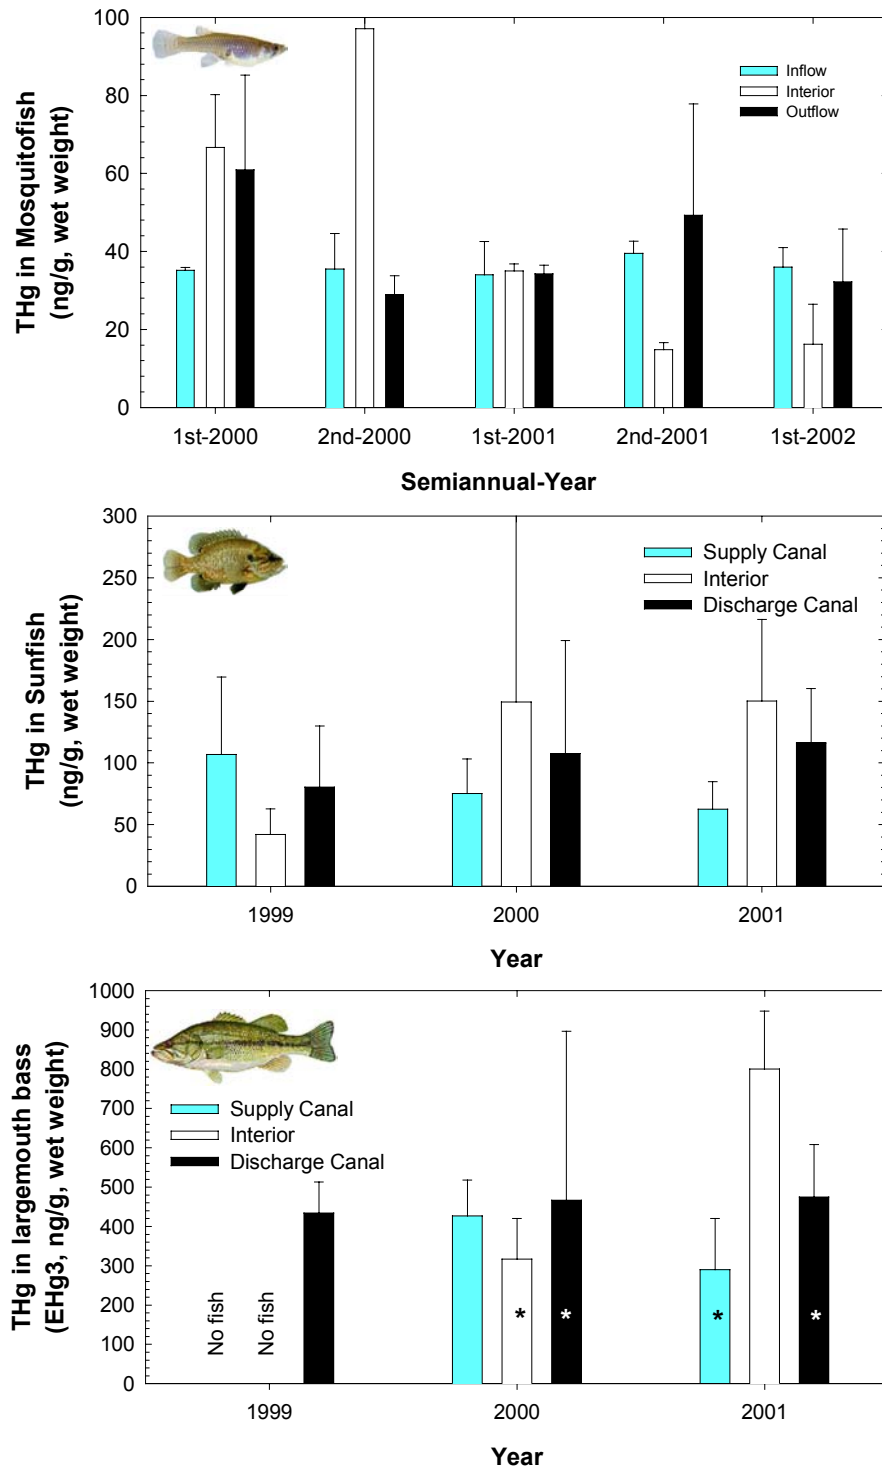 THg in Mosquitofish
(ng/g, wet weight)
100
80
60
40
20
0
Inflow
Interior
Outflow
1st-2000
2nd-2000
1st-2001
2nd-2001
1st-2002
Semiannual-Year
THg in Sunfish
(ng/g, wet weight)
300
250
200
150
100
50
0
Supply Canal
Interior
Discharge Canal
1999
2000
2001
Year
THg in largemouth bass
(EHg3, ng/g, wet weight)
1000
900
800
700
600
500
400
300
200
100
0
Supply Canal
Interior
Discharge Canal
No fish
No fish
*
*
*
*
1999
2000
2001
Year